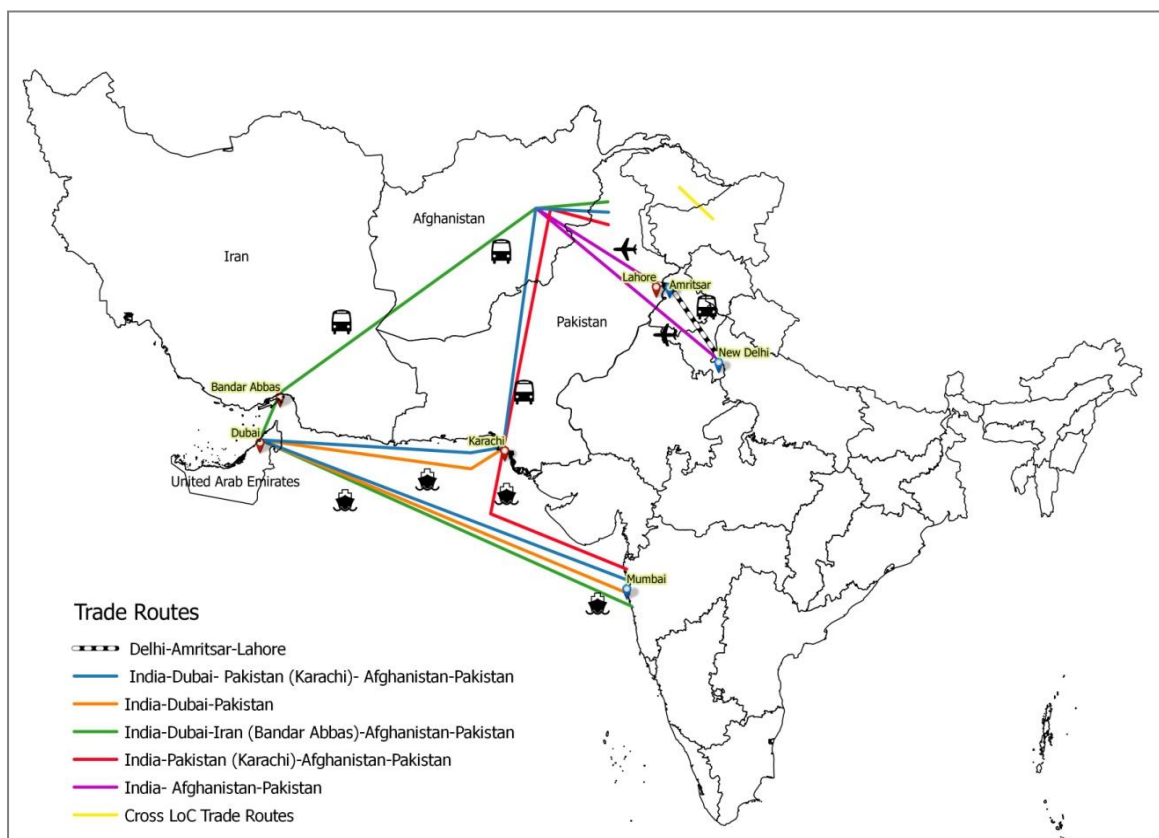 Afghanistan
Iran
Lahore
Amritsar
Pakistan
New Delhi
Bandar Abbas
Dubai
Karachi
United Arab Emirates
Mumbai
Trade Routes
Delhi-Amritsar-Lahore
India-Dubai- Pakistan (Karachi)- Afghanistan-Pakistan
India-Dubai-Pakistan
India-Dubai-Iran (Bandar Abbas)-Afghanistan-Pakistan
India-Pakistan (Karachi)-Afghanistan-Pakistan
India- Afghanistan-Pakistan
Cross LoC Trade Routes